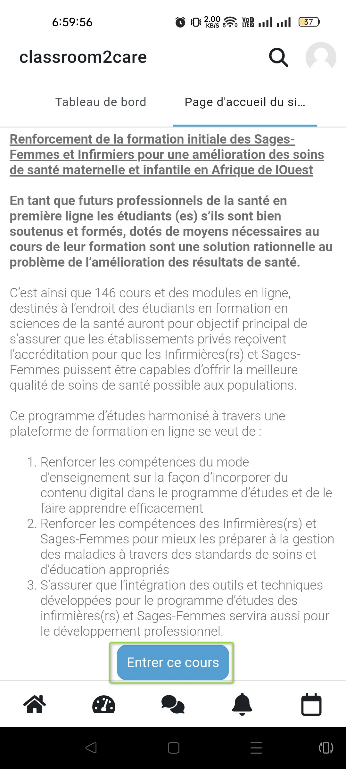 6:59:56
2,00 KB/S
37
classroom2care
Tableau de bord
Page d'accueil du si...
Renforcement de la formation initiale des Sages-
Femmes et Infirmiers pour une amélioration des soins
de santé maternelle et infantile en Afrique de lOuest
En tant que futurs professionnels de la santé en
première ligne les étudiants (es) s'ils sont bien
soutenus et formés, dotés de moyens nécessaires au
cours de leur formation sont une solution rationnelle au
problème de l'amélioration des résultats de santé.
C'est ainsi que 146 cours et des modules en ligne,
destinés à l'endroit des étudiants en formation en
sciences de la santé auront pour objectif principal de
s'assurer que les établissements privés reçoivent
l'accréditation pour que les Infirmières(rs) et Sages-
Femmes puissent être capables d'offrir la meilleure
qualité de soins de santé possible aux populations.
Ce programme d'études harmonisé à travers une
plateforme de formation en ligne se veut de :
1. Renforcer les compétences du mode
d'enseignement sur la façon d'incorporer du
contenu digital dans le programme d'études et de le
faire apprendre efficacement
2. Renforcer les compétences des Infirmières(rs) et
Sages-Femmes pour mieux les préparer à la gestion
des maladies à travers des standards de soins et
d'éducation appropriés
3. S'assurer que l'intégration des outils et techniques
développées pour le programme d'études des
infirmières(rs) et Sages-Femmes servira aussi pour
le développement professionnel.
Entrer ce cours